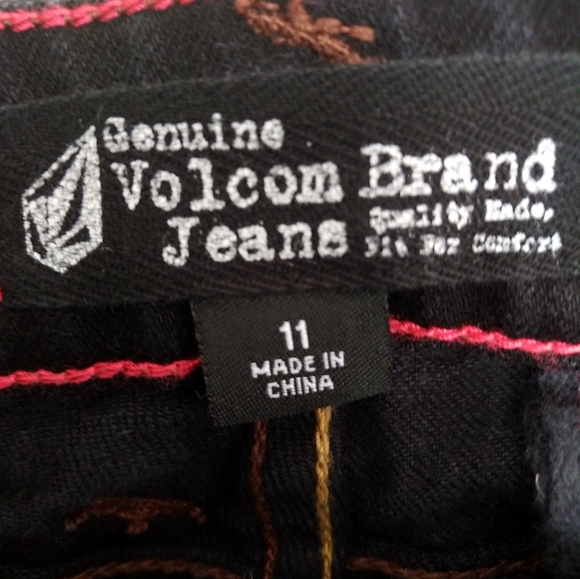 Genuine
Volcom Brand
Jeans
Quality Made,
Fit For Comfort
11
MADE IN
CHINA